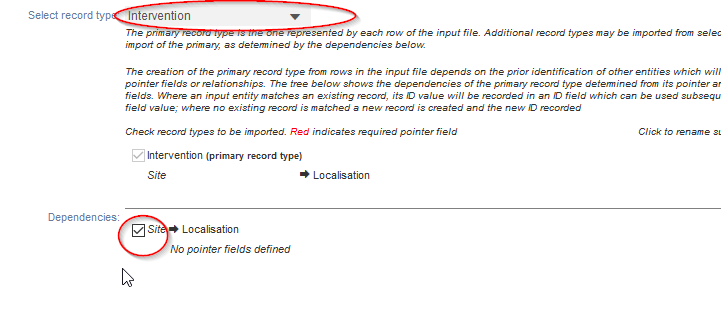 Select record type Intervention
The primary record type is the one represented by each row of the input file. Additional record types may be imported from selec
import of the primary, as determined by the dependencies below.
The creation of the primary record type from rows in the input file depends on the prior identification of other entities which will
pointer fields or relationships. The tree below shows the dependencies of the primary record type determined from its pointer an
fields. Where an input entity matches an existing record, its ID value will be recorded in an ID field which can be used subsequ
field value; where no existing record is matched a new record is created and the new ID recorded
Check record types to be imported. Red indicates required pointer field Click to rename su
Intervention (primary record type)
Site ➡ Localisation
Dependencies:
Site ➡ Localisation
No pointer fields defined